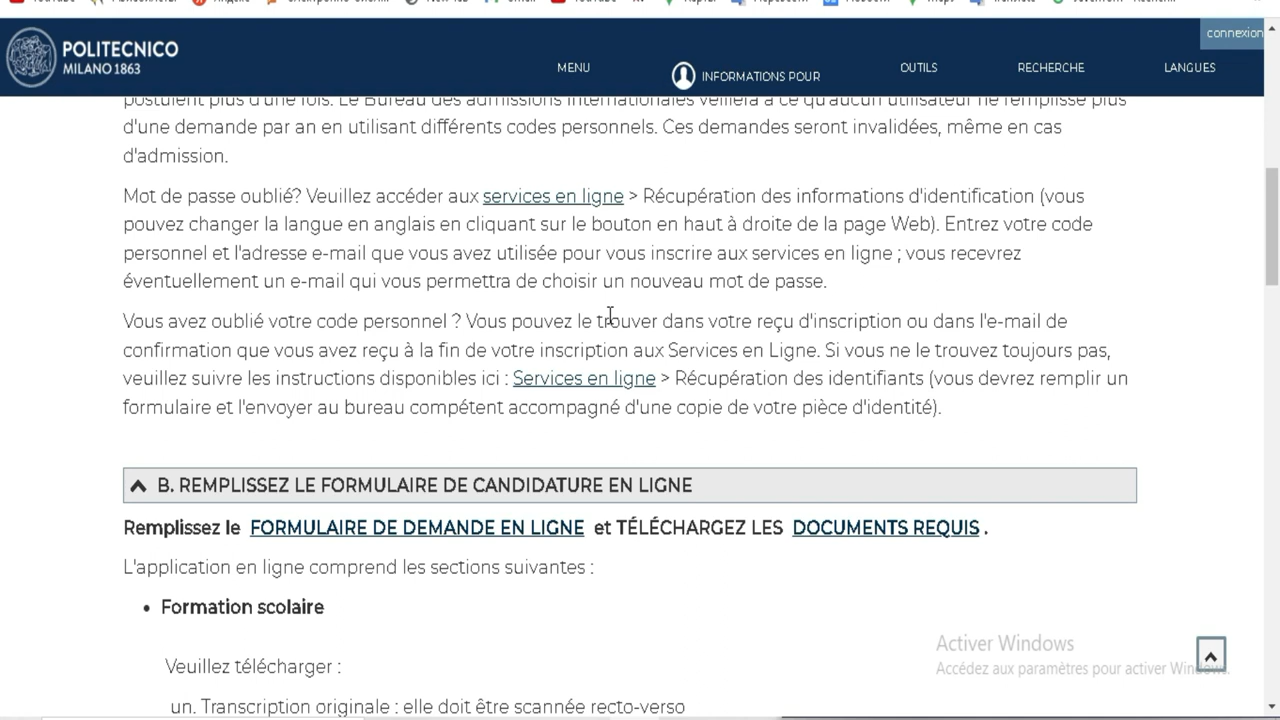 connexion
POLITECNICO
MILANO 1863
MENU
INFORMATIONS POUR
OUTILS
RECHERCHE
LANGUES
postulent plus d'une fois. Le Bureau des admissions internationales veillera à ce qu'aucun utilisateur ne remplisse plus
d'une demande par an en utilisant différents codes personnels. Ces demandes seront invalidées, même en cas
d'admission.
Mot de passe oublié? Veuillez accéder aux services en ligne > Récupération des informations d'identification (vous
pouvez changer la langue en anglais en cliquant sur le bouton en haut à droite de la page Web). Entrez votre code
personnel et l'adresse e-mail que vous avez utilisée pour vous inscrire aux services en ligne ; vous recevrez
éventuellement un e-mail qui vous permettra de choisir un nouveau mot de passe.
Vous avez oublié votre code personnel ? Vous pouvez le trouver dans votre reçu d'inscription ou dans l'e-mail de
confirmation que vous avez reçu à la fin de votre inscription aux Services en Ligne. Si vous ne le trouvez toujours pas,
veuillez suivre les instructions disponibles ici : Services en ligne > Récupération des identifiants (vous devrez remplir un
formulaire et l'envoyer au bureau compétent accompagné d'une copie de votre pièce d'identité).
B. REMPLISSEZ LE FORMULAIRE DE CANDIDATURE EN LIGNE
Remplissez le FORMULAIRE DE DEMANDE EN LIGNE et TÉLÉCHARGEZ LES DOCUMENTS REQUIS .
L'application en ligne comprend les sections suivantes :
• Formation scolaire
Veuillez télécharger :
un. Transcription originale : elle doit être scannée recto-verso
Activer Windows
Accédez aux paramètres pour activer Windows.